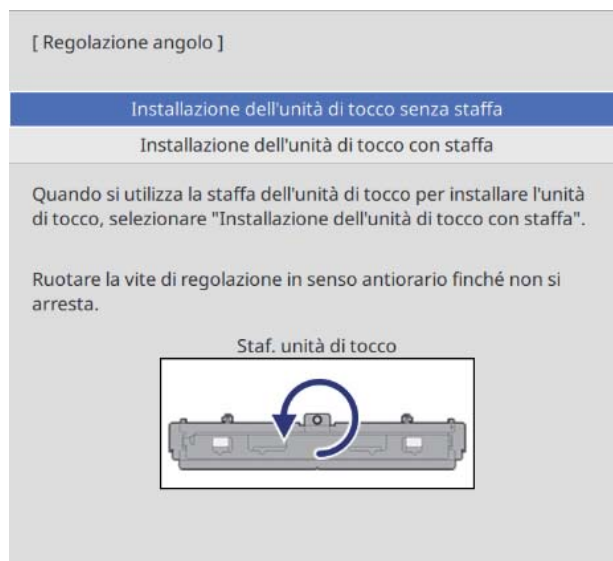 [ Regolazione angolo ]
Installazione dell'unità di tocco senza staffa
Installazione dell'unità di tocco con staffa
Quando si utilizza la staffa dell'unità di tocco per installare l'unità
di tocco, selezionare "Installazione dell'unità di tocco con staffa".
Ruotare la vite di regolazione in senso antiorario finché non si
arresta.
Staf. unità di tocco